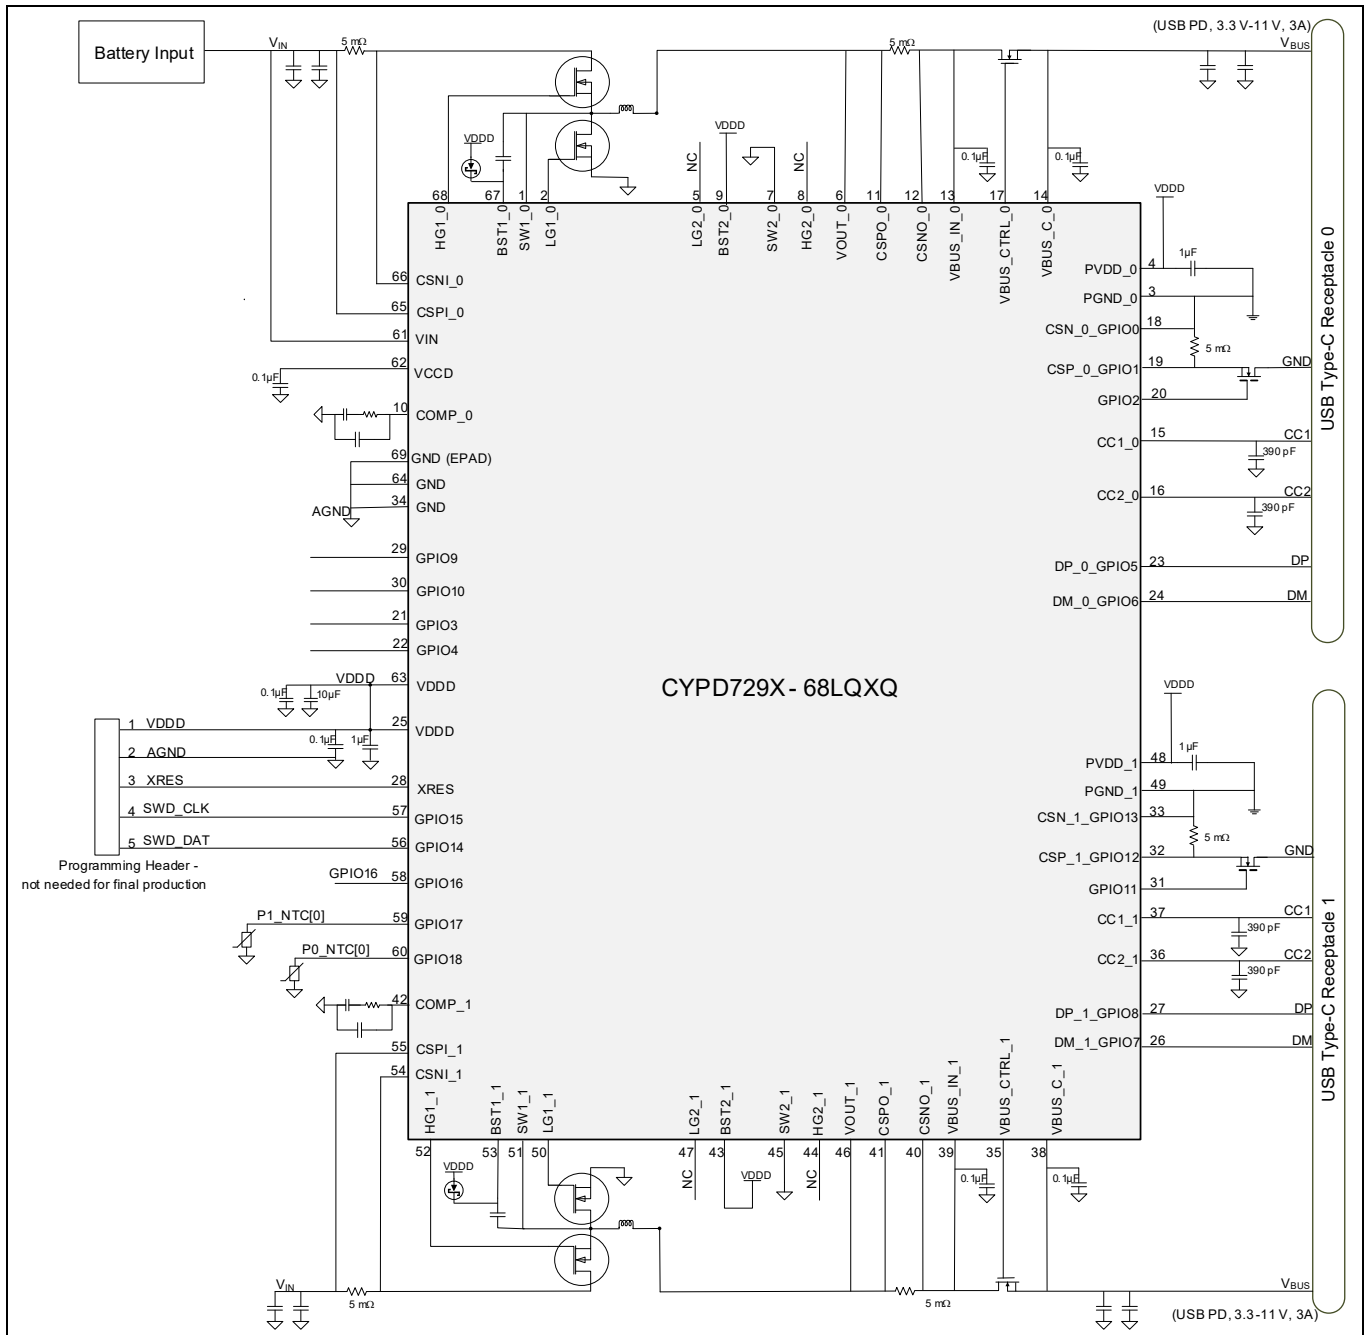 (USB PD, 3.3 V-11 V, 3A)
Battery Input
VIN
5 mΩ
5 mΩ
VBUS
VDDD
VDDD
NC
NC
0.1µF
0.1µF
68
67
1
2
5
9
7
8
6
11
12
13
17
14
HG1_0
BST1_0
SW1_0
LG1_0
LG2_0
BST2_0
SW2_0
HG2_0
VOUT_0
CSPO_0
CSNO_0
VBUS_IN_0
VBUS_CTRL_0
VBUS_C_0
VDDD
1µF
PVDD_0 4
PGND_0 3
CSN_0_GPIO0 18
5 mΩ
CSP_0_GPIO1 19 GND
GPIO2 20
CC1_0 15 CC1
390 pF
CC2_0 16 CC2
390 pF
DP_0_GPIO5 23 DP
DM_0_GPIO6 24 DM
USB Type-C Receptacle 0
66 CSNI_0
65 CSPI_0
61 VIN
62 VCCD
0.1µF
10 COMP_0
69 GND (EPAD)
64 GND
34 GND
AGND
29 GPIO9
30 GPIO10
21 GPIO3
22 GPIO4
VDDD 63 VDDD
0.1µF 10µF
25 VDDD
0.1µF 1µF
1 VDDD
2 AGND
3 XRES 28 XRES
4 SWD_CLK 57 GPIO15
5 SWD_DAT 56 GPIO14
Programming Header -
not needed for final production
GPIO16 58 GPIO16
P1_NTC[0] 59 GPIO17
P0_NTC[0] 60 GPIO18
42 COMP_1
55 CSPI_1
54 CSNI_1
CYPD729X - 68LQXQ
VDDD
1µF
PVDD_1 48
PGND_1 49
CSN_1_GPIO13 33
5 mΩ
CSP_1_GPIO12 32 GND
GPIO11 31
CC1_1 37 CC1
390 pF
CC2_1 36 CC2
390 pF
DP_1_GPIO8 27 DP
DM_1_GPIO7 26 DM
USB Type-C Receptacle 1
HG1_1
BST1_1
SW1_1
LG1_1
LG2_1
BST2_1
SW2_1
HG2_1
VOUT_1
CSPO_1
CSNO_1
VBUS_IN_1
VBUS_CTRL_1
VBUS_C_1
52
53
51
50
47
43
45
44
46
41
40
39
35
38
VDDD
NC
VDDD
NC
0.1µF
0.1µF
VIN
5 mΩ
5 mΩ
VBUS
(USB PD, 3.3-11 V, 3A)